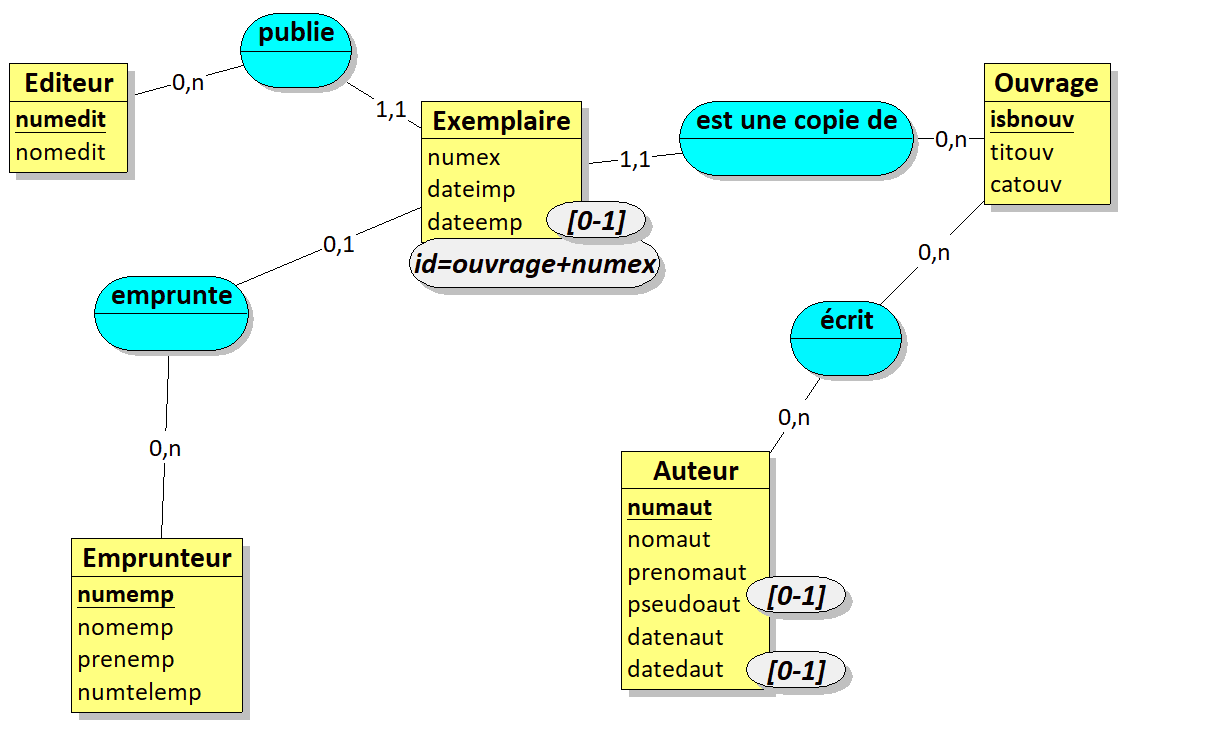 publie
Editeur
numedit
nomedit
0,n
1,1
Exemplaire
numex
dateimp
dateemp
[0-1]
id=ouvrage+numex
1,1
est une copie de
0,n
Ouvrage
isbnouv
titouv
catouv
0,1
emprunte
0,n
0,n
écrit
0,n
Emprunteur
numemp
nomemp
prenemp
numtelemp
Auteur
numaut
nomaut
prenomaut
pseudoaut
[0-1]
datenaut
datedaut
[0-1]